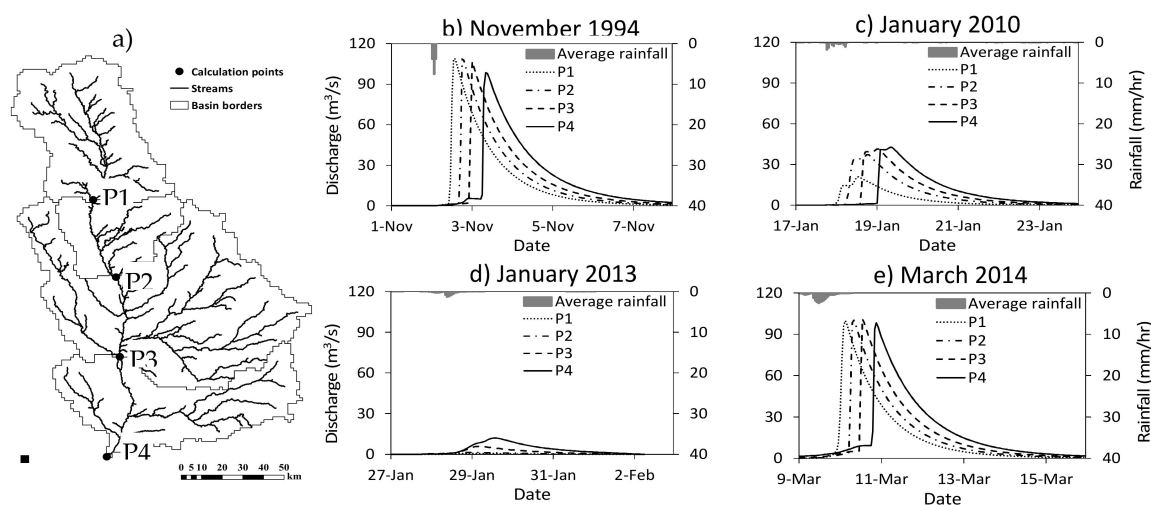 a)
Calculation points
Streams
Basin borders
P1
P2
P3
P4
0 5 10 20 30 40 50
km
b) November 1994
Average rainfall
P1
P2
P3
P4
120
90
60
30
0
Discharge (m³/s)
0
10
20
30
40
1-Nov 3-Nov 5-Nov 7-Nov
Date
c) January 2010
Average rainfall
P1
P2
P3
P4
120
90
60
30
0
0
10
20
30
40
Rainfall (mm/hr)
17-Jan 19-Jan 21-Jan 23-Jan
Date
d) January 2013
Average rainfall
P1
P2
P3
P4
120
90
60
30
0
Discharge (m³/s)
0
10
20
30
40
27-Jan 29-Jan 31-Jan 2-Feb
Date
e) March 2014
Average rainfall
P1
P2
P3
P4
120
90
60
30
0
0
10
20
30
40
Rainfall (mm/hr)
9-Mar 11-Mar 13-Mar 15-Mar
Date